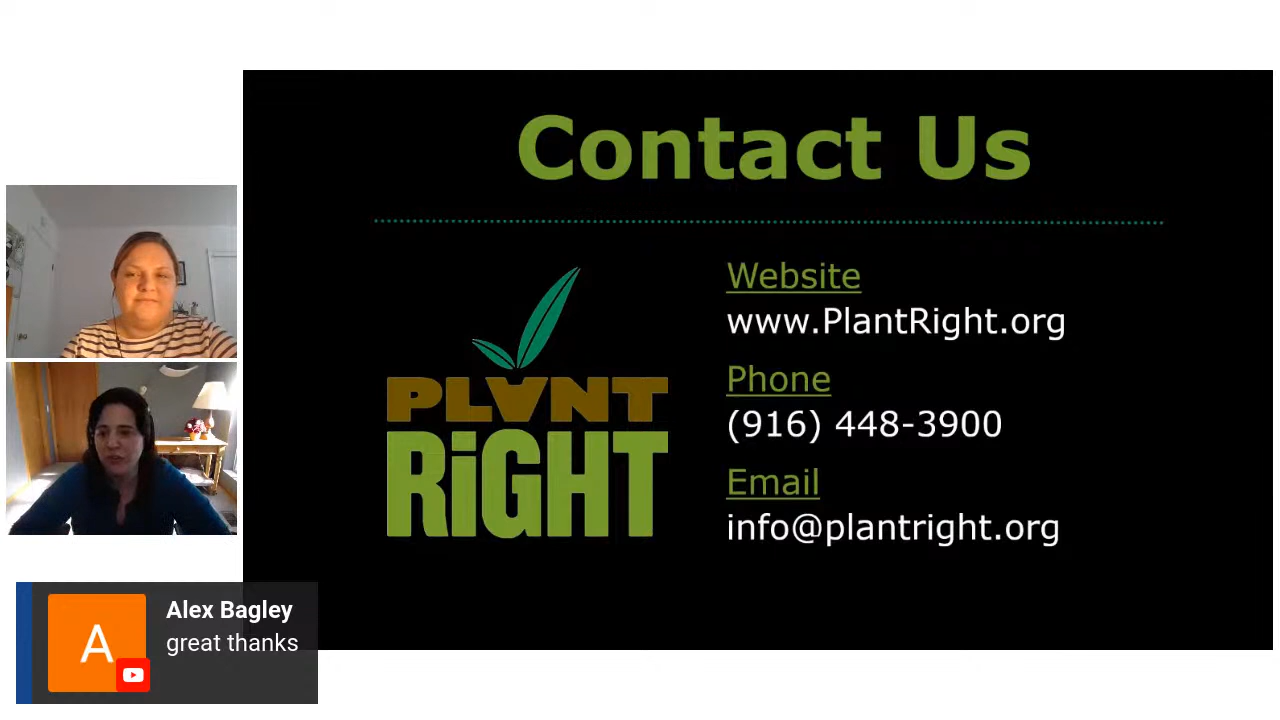 Contact Us
PLANT
RiGHT
Website
www.PlantRight.org
Phone
(916) 448-3900
Email
info@plantright.org
A
Alex Bagley
great thanks